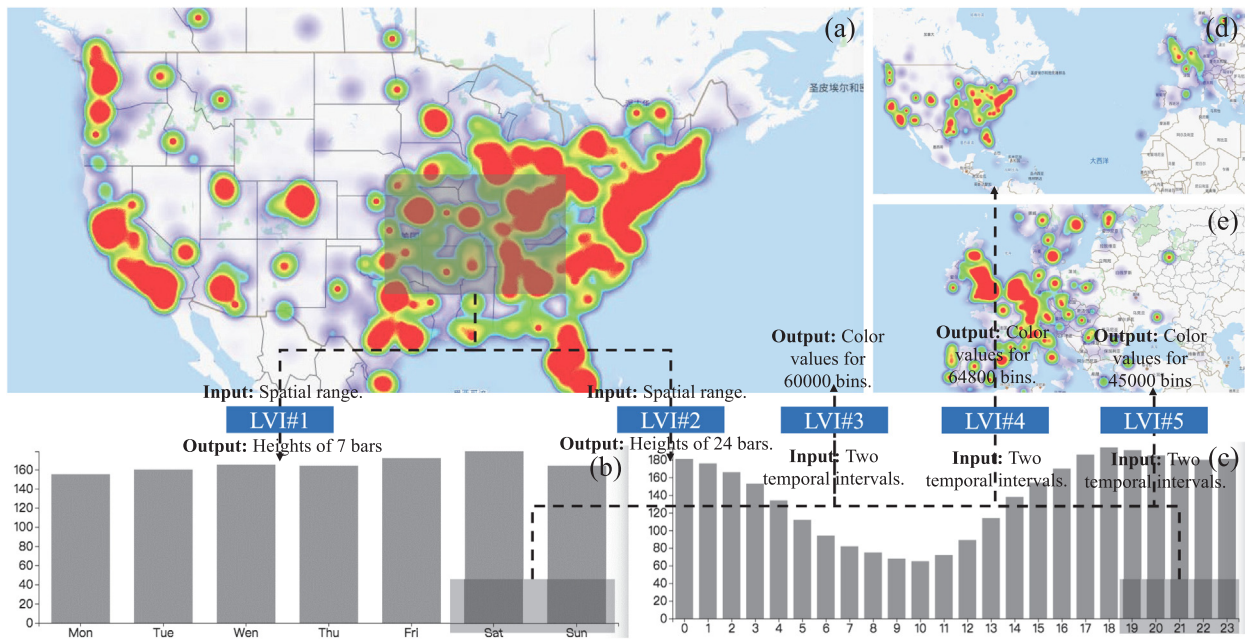 (a)
圣皮埃尔和密
(d)
大西洋
(e)
Output: Color
values for
60000 bins.
Output: Color
values for
64800 bins.
Output: Color
values for
45000 bins
Input: Spatial range.
Input: Spatial range.
LVI#1
LVI#2
LVI#3
LVI#4
LVI#5
Output: Heights of 7 bars
Output: Heights of 24 bars.
Input: Two
temporal intervals.
Input: Two
temporal intervals.
Input: Two
temporal intervals.
(b)
160
140
120
100
80
60
40
20
0
Mon Tue Wen Thu Fri Sat Sun
(c)
180
160
140
120
100
80
60
40
20
0
0 1 2 3 4 5 6 7 8 9 10 11 12 13 14 15 16 17 18 19 20 21 22 23